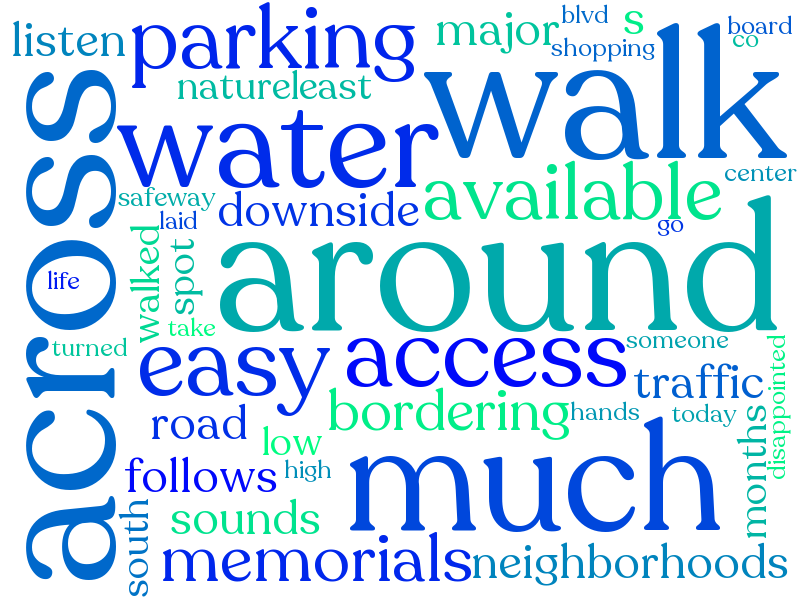 listen
parking
major
blvd
s
board
co
shopping
natureleast
walk
across
water
available
center
safeway
downside
laid
go
walked
spot
around
life
take
turned
easy
access
someone
traffic
disappointed
bordering
hands
today
road
low
months
follows
high
much
south
sounds
memorials
neighborhoods